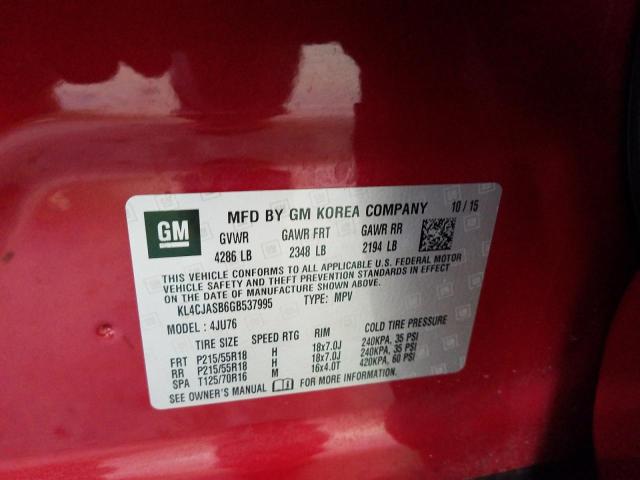 GM
MFD BY GM KOREA COMPANY 10 / 15
GVWR GAWR FRT GAWR RR
4286 LB 2348 LB 2194 LB
THIS VEHICLE CONFORMS TO ALL APPLICABLE U.S. FEDERAL MOTOR
VEHICLE SAFETY AND THEFT PREVENTION STANDARDS IN EFFECT
ON THE DATE OF MANUFACTURE SHOWN ABOVE.
KL4CJASB6GB537995 TYPE: MPV
MODEL : 4JU76
TIRE SIZE SPEED RTG RIM COLD TIRE PRESSURE
FRT P215/55R18 H 18x7.0J 240KPA, 35 PSI
RR P215/55R18 H 18x7.0J 240KPA, 35 PSI
SPA T125/70R16 M 16x4.0T 420KPA, 60 PSI
SEE OWNER'S MANUAL FOR MORE INFORMATION.